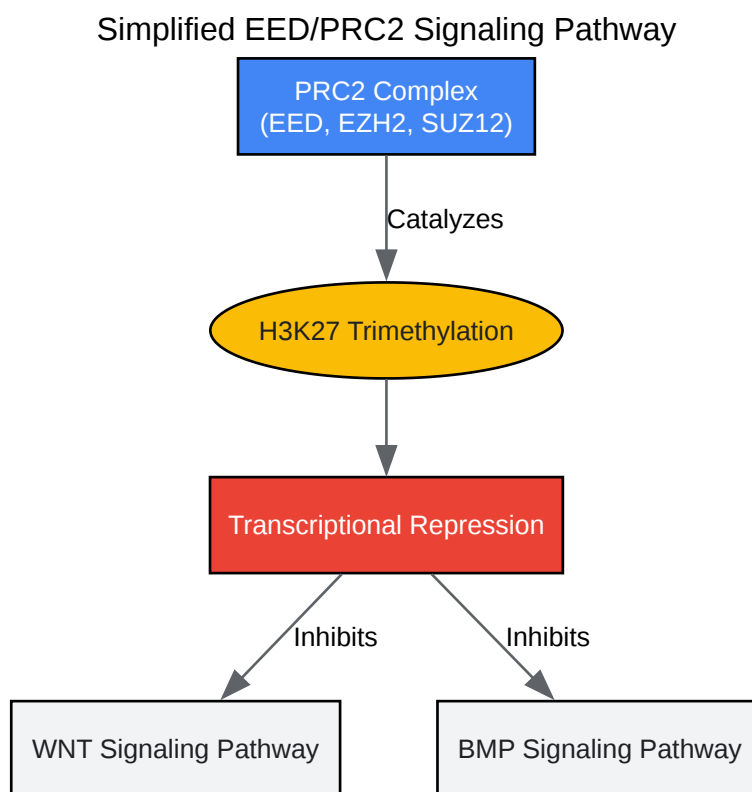 Simplified EED/PRC2 Signaling Pathway
PRC2 Complex
(EED, EZH2, SUZ12)
Catalyzes
H3K27 Trimethylation
Transcriptional Repression
Inhibits
Inhibits
WNT Signaling Pathway
BMP Signaling Pathway